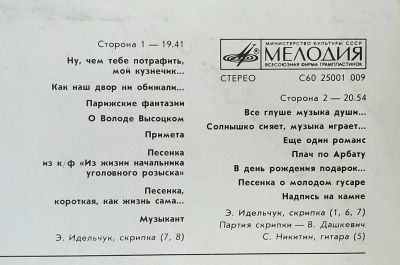 Сторона 1 — 19.41
Ну, чем тебе потрафить,
мой кузнечик...
Как наш двор ни обижали...
Парижские фантазии
О Володе Высоцком
Примета
Песенка
из к/ф «Из жизни начальника
уголовного розыска»
Песенка,
короткая, как жизнь сама...
Музыкант
Э. Идельчук, скрипка (7, 8)
МИНИСТЕРСТВО КУЛЬТУРЫ СССР
МЕЛОДИЯ
ВСЕСОЮЗНАЯ ФИРМА ГРАМПЛАСТИНОК
СТЕРЕО С60 25001 009
Сторона 2 — 20.54
Все глуше музыка души...
Солнышко сияет, музыка играет...
Еще один романс
Плач по Арбату
В день рождения подарок...
Песенка о молодом гусаре
Надпись на камне
Э. Идельчук, скрипка (1, 6, 7)
Партия скрипки — В. Дашкевич
С. Никитин, гитара (5)